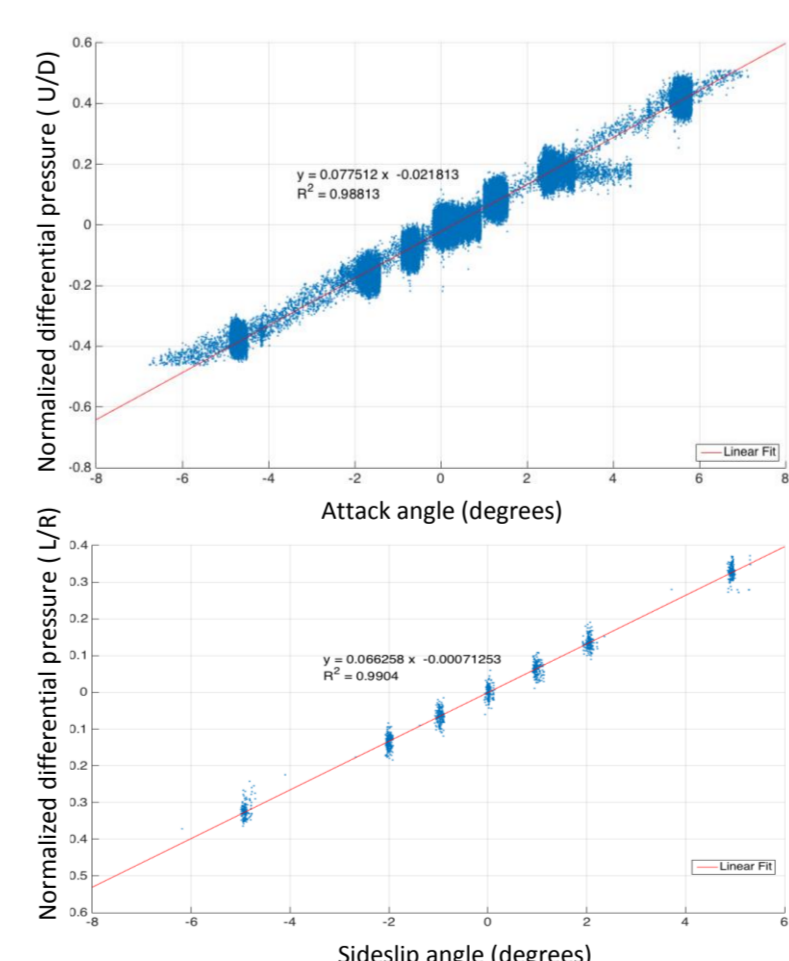 Normalized differential pressure ( U/D)
0.6
0.4
0.2
0
-0.2
-0.4
-0.6
-0.8
y = 0.077512 x -0.021813
R² = 0.98813
Linear Fit
-8 -6 -4 -2 0 2 4 6 8
Attack angle (degrees)
Normalized differential pressure ( L/R)
0.4
0.3
0.2
0.1
0
0.1
0.2
0.3
0.4
0.5
0.6
y = 0.066258 x -0.00071253
R² = 0.9904
Linear Fit
-8 -6 -4 -2 0 2 4 6
Sideslip angle (degrees)